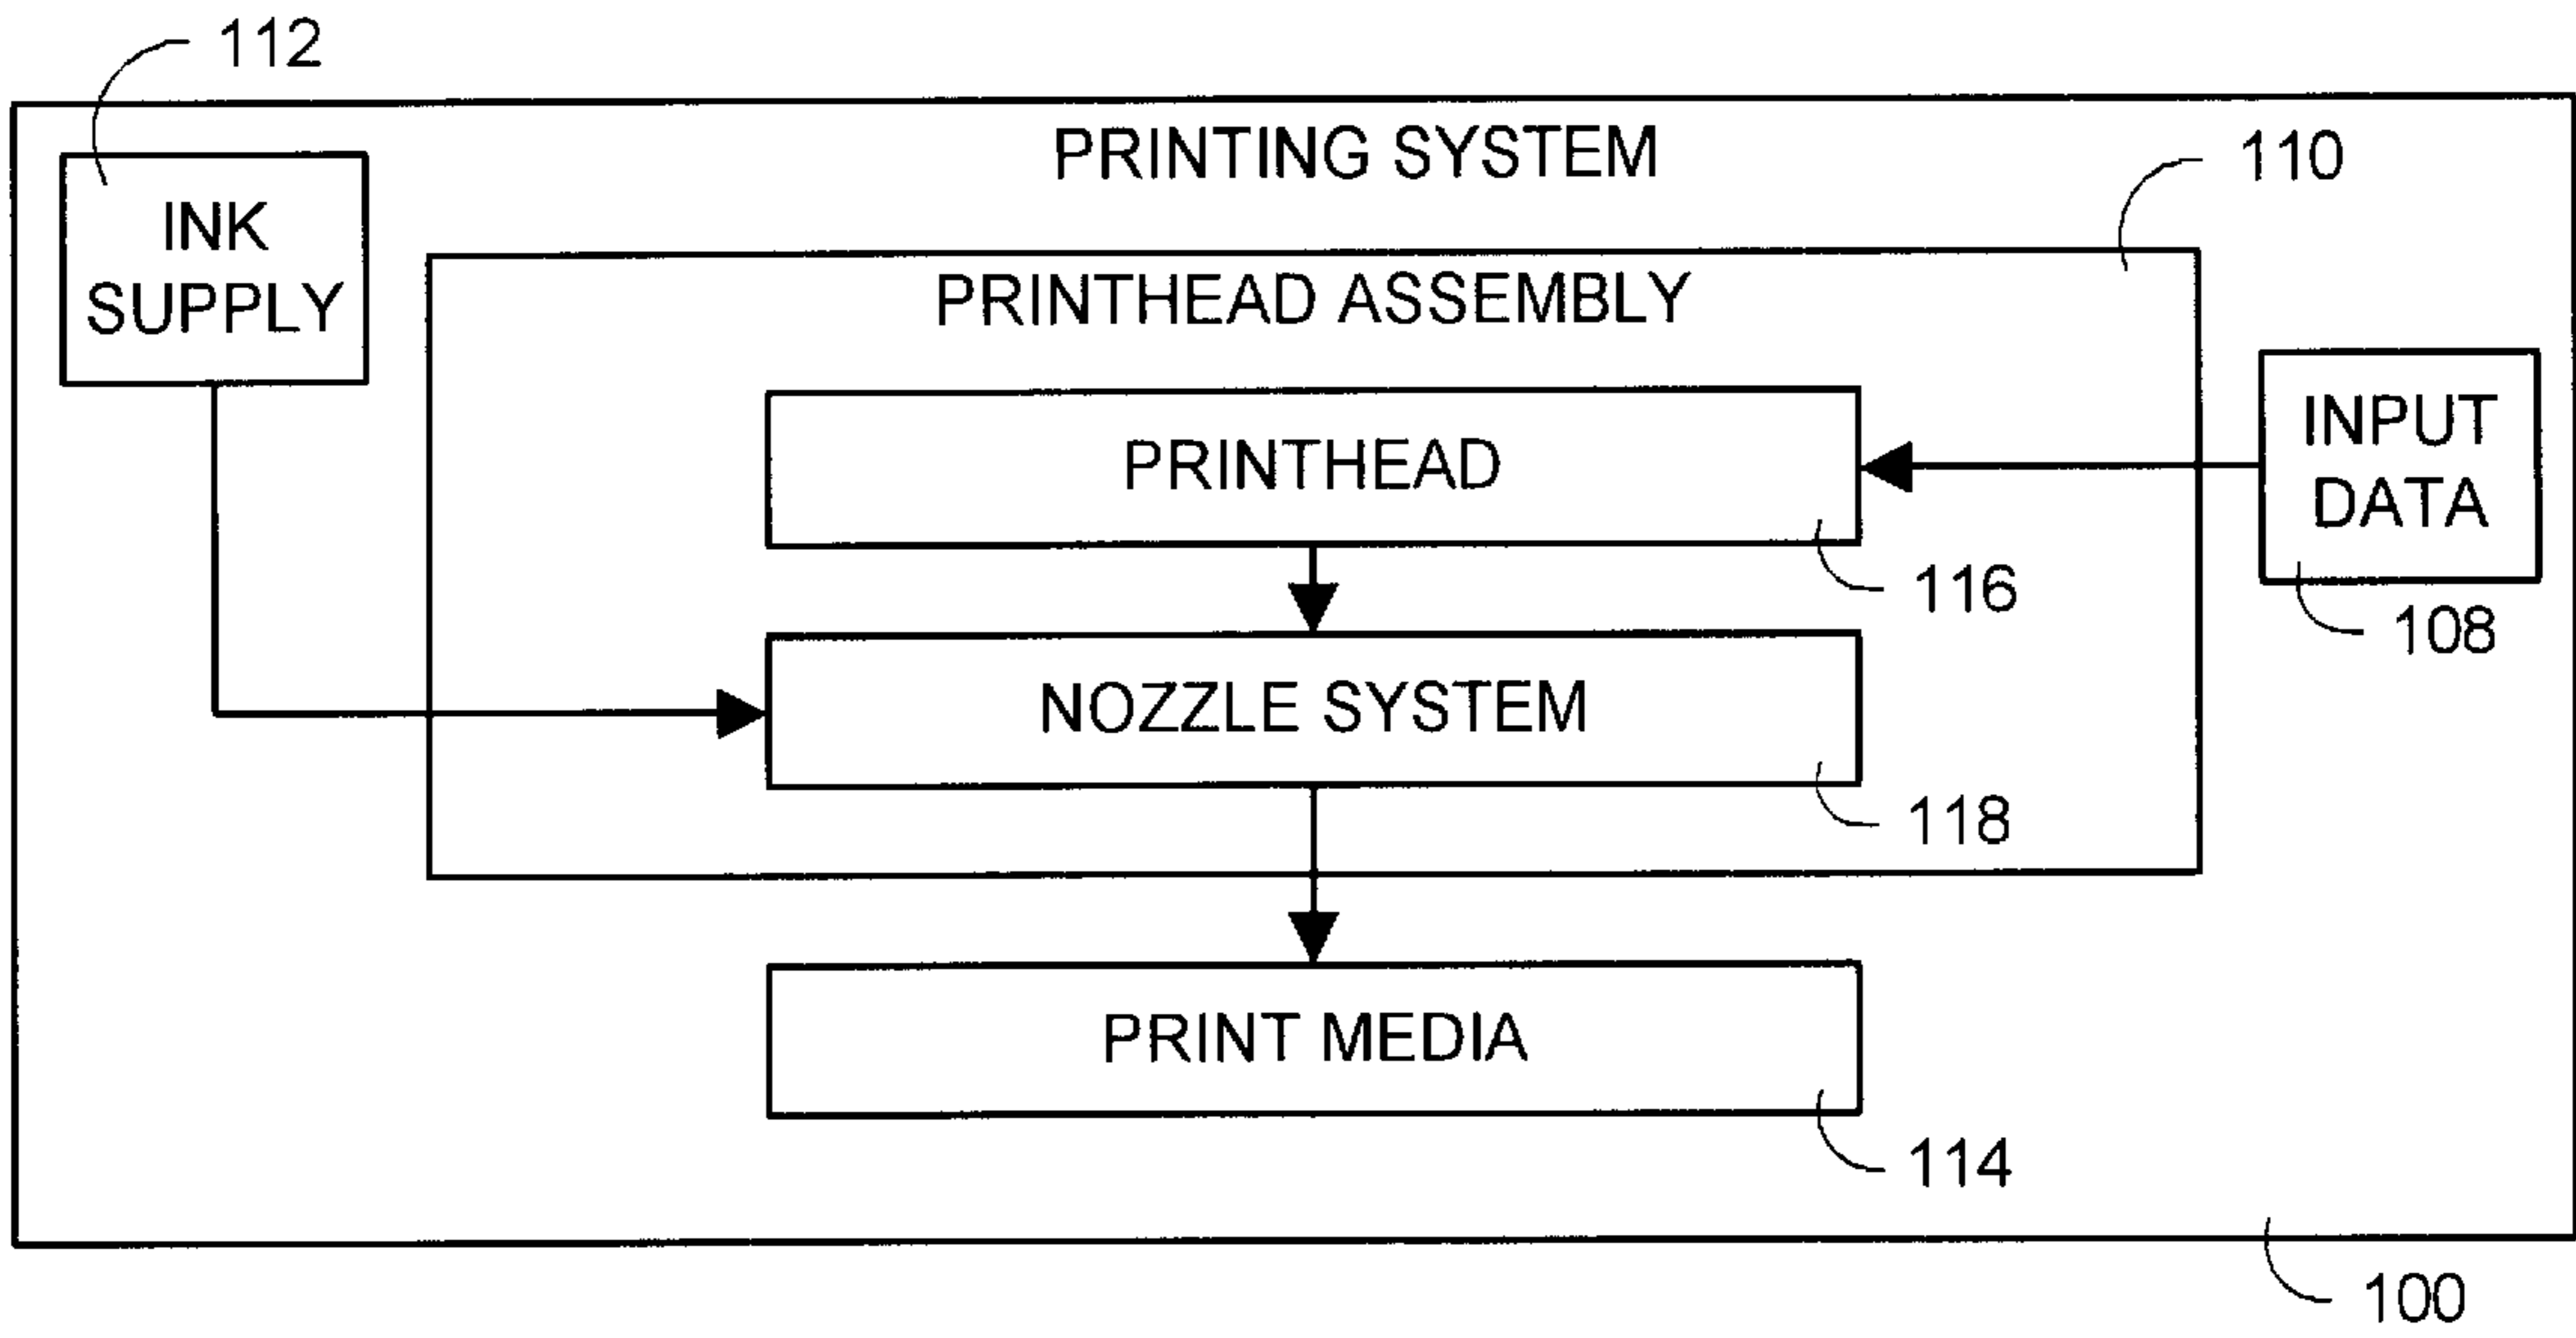 112
PRINTING SYSTEM
110
INK
SUPPLY
PRINTHEAD ASSEMBLY
PRINTHEAD
INPUT
DATA
116
108
NOZZLE SYSTEM
118
PRINT MEDIA
114
100